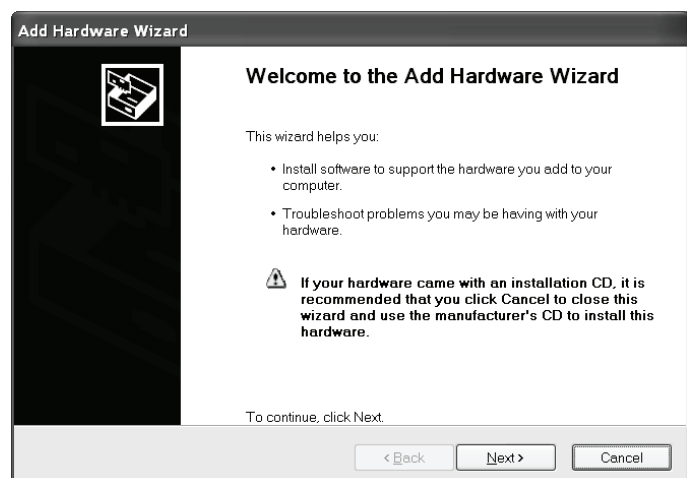 Add Hardware Wizard
Welcome to the Add Hardware Wizard
This wizard helps you:
• Install software to support the hardware you add to your
computer.
• Troubleshoot problems you may be having with your
hardware.
If your hardware came with an installation CD, it is
recommended that you click Cancel to close this
wizard and use the manufacturer's CD to install this
hardware.
To continue, click Next.
< Back Next > Cancel